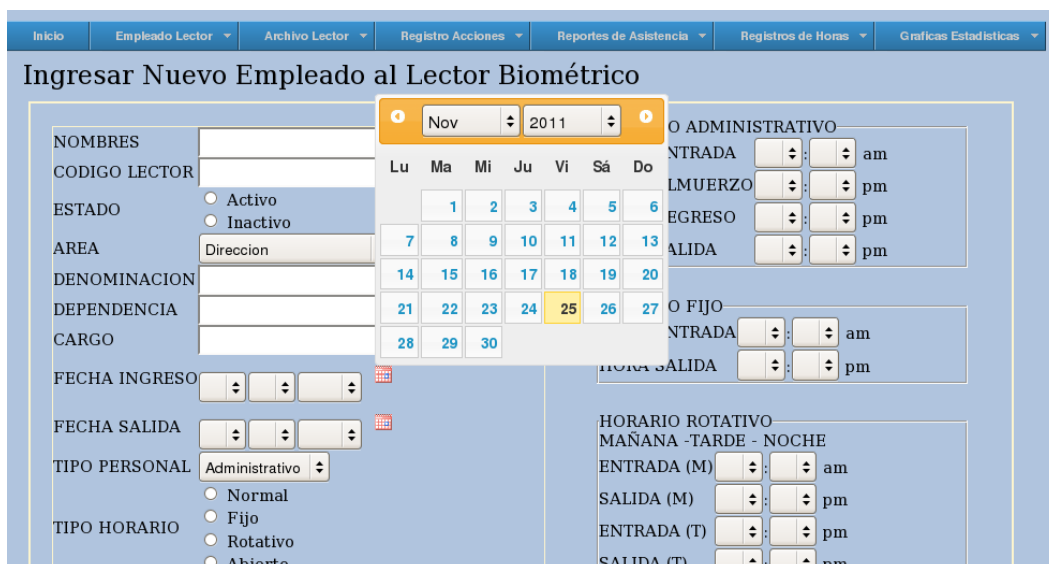 Inicio Empleado Lector Archivo Lector Registro Acciones Reportes de Asistencia Registros de Horas Graficas Estadisticas
Ingresar Nuevo Empleado al Lector Biométrico
NOMBRES
CODIGO LECTOR
ESTADO
Activo
Inactivo
AREA Direccion
DENOMINACION
DEPENDENCIA
CARGO
FECHA INGRESO
FECHA SALIDA
TIPO PERSONAL Administrativo
TIPO HORARIO
Normal
Fijo
Rotativo
Abierto
Nov 2011
Lu Ma Mi Ju Vi Sá Do
1 2 3 4 5 6
7 8 9 10 11 12 13
14 15 16 17 18 19 20
21 22 23 24 25 26 27
28 29 30
O ADMINISTRATIVO
NTRADA : am
LMUERZO : pm
EGRESO : pm
ALIDA : pm
O FIJO
NTRADA : am
HORA SALIDA : pm
HORARIO ROTATIVO
MAÑANA -TARDE - NOCHE
ENTRADA (M) : am
SALIDA (M) : pm
ENTRADA (T) : pm
SALIDA (T) : pm